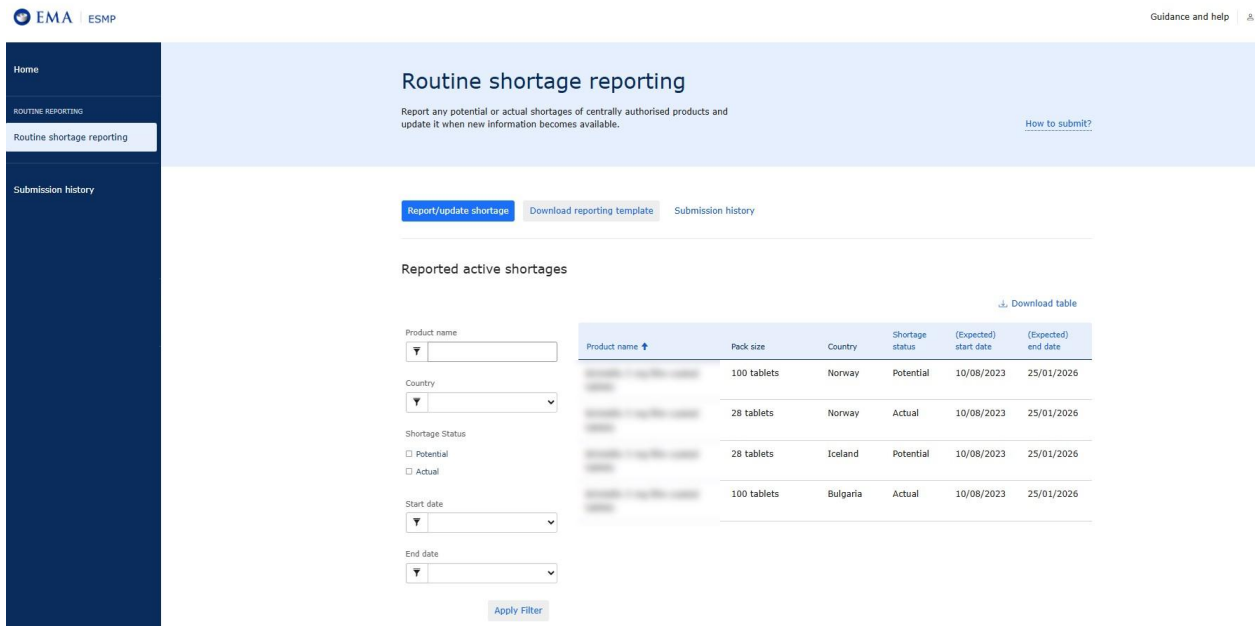 EMA ESMP
Guidance and help
Home
ROUTINE REPORTING
Routine shortage reporting
Submission history
Routine shortage reporting
Report any potential or actual shortages of centrally authorised products and
update it when new information becomes available.
How to submit?
Report/update shortage Download reporting template Submission history
Reported active shortages
Download table
Product name
Country
Shortage Status
Potential
Actual
Start date
End date
Apply Filter
Product name Pack size Country Shortage status (Expected) start date (Expected) end date
100 tablets Norway Potential 10/08/2023 25/01/2026
28 tablets Norway Actual 10/08/2023 25/01/2026
28 tablets Iceland Potential 10/08/2023 25/01/2026
100 tablets Bulgaria Actual 10/08/2023 25/01/2026